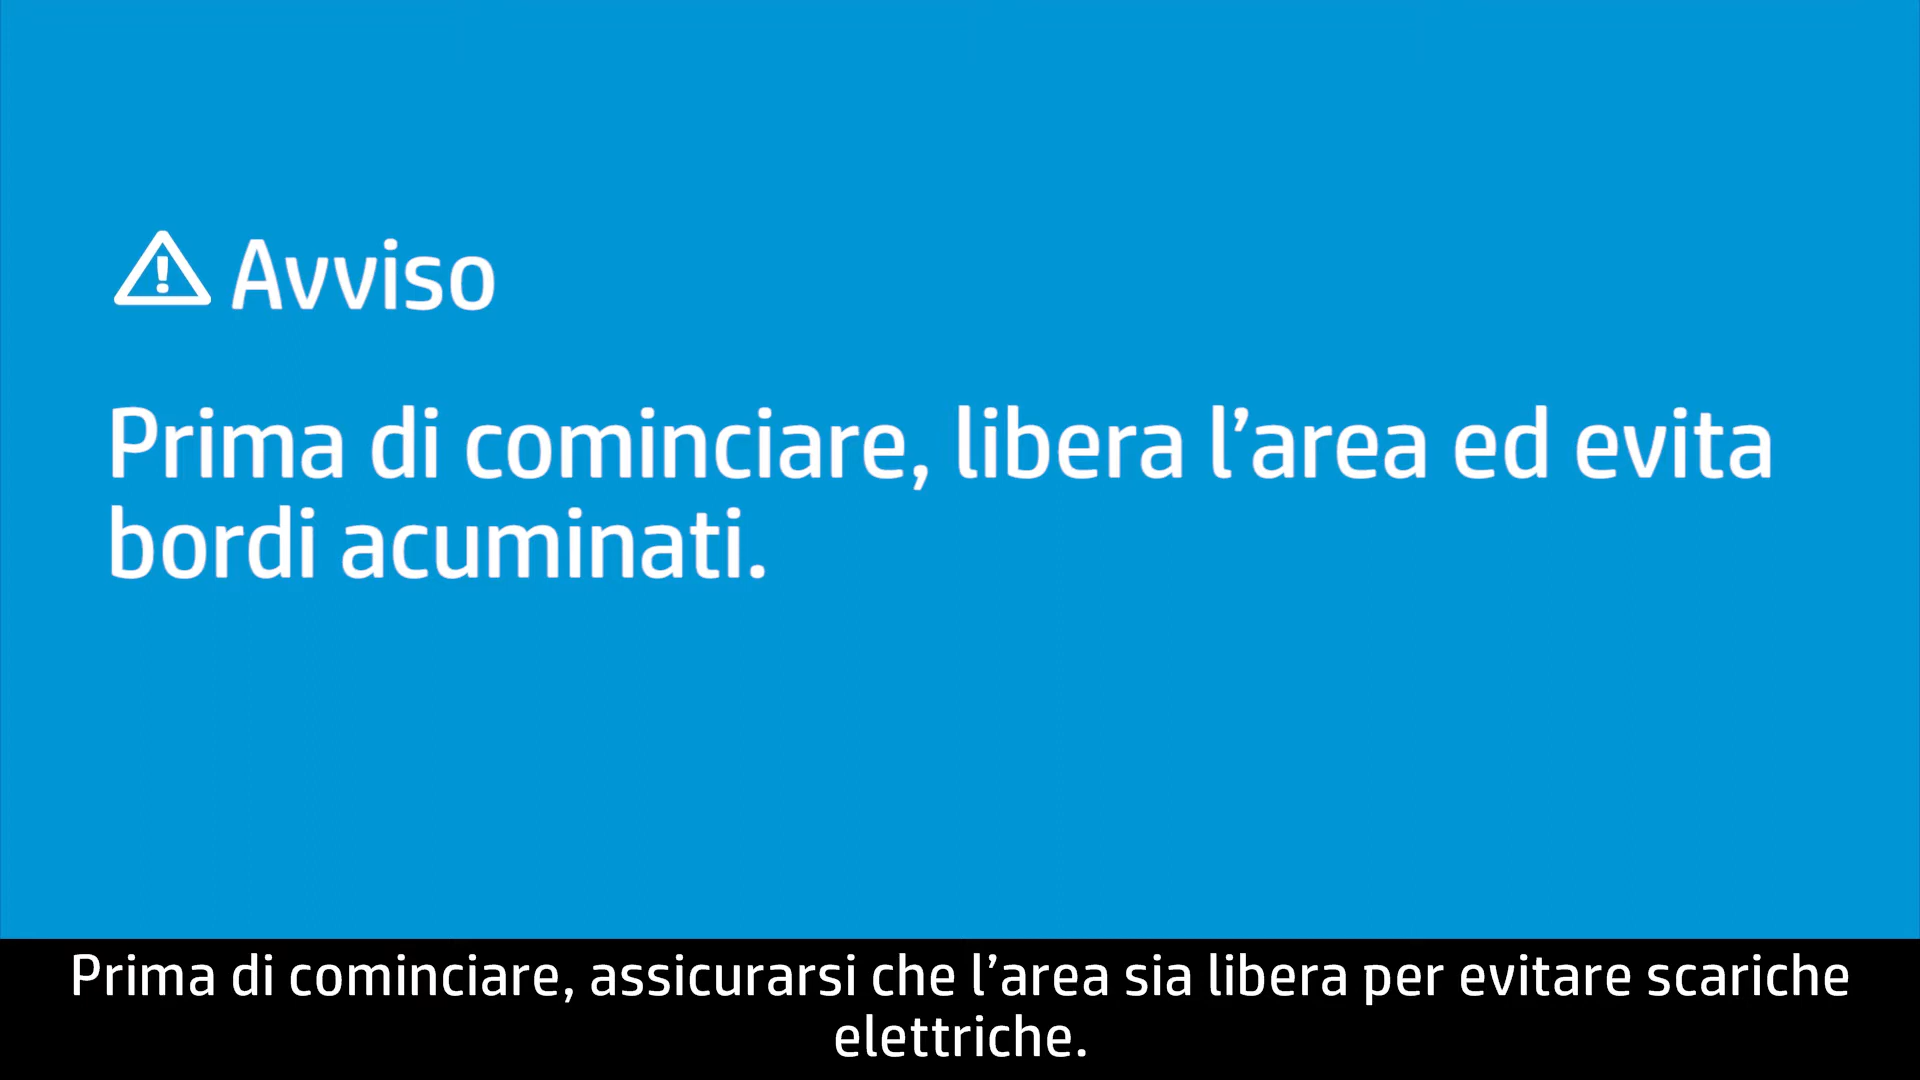 Avviso
Prima di cominciare, libera l’area ed evita
bordi acuminati.
Prima di cominciare, assicurarsi che l’area sia libera per evitare scariche
elettriche.